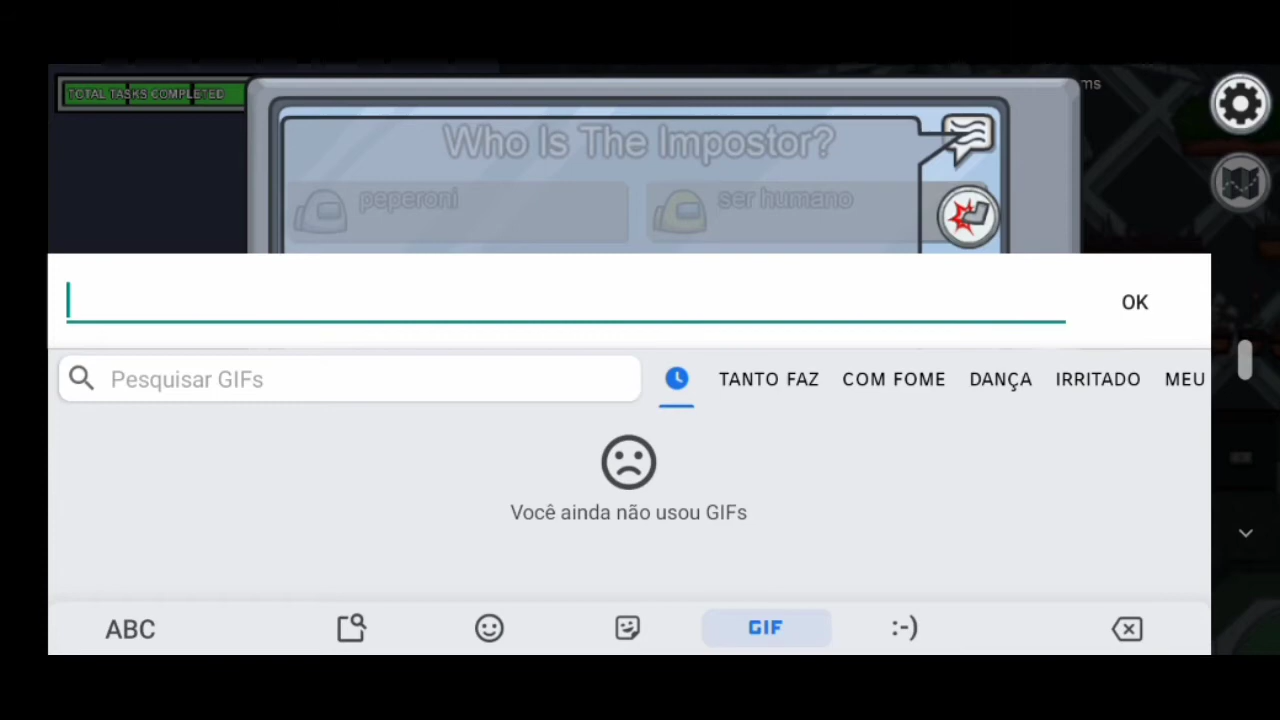 ms
TOTAL TASKS COMPLETED
Who Is The Impostor?
peperoni
ser humano
OK
Pesquisar GIFs
TANTO FAZ
COM FOME
DANÇA
IRRITADO
MEU
Você ainda não usou GIFs
ABC
GIF
:-)